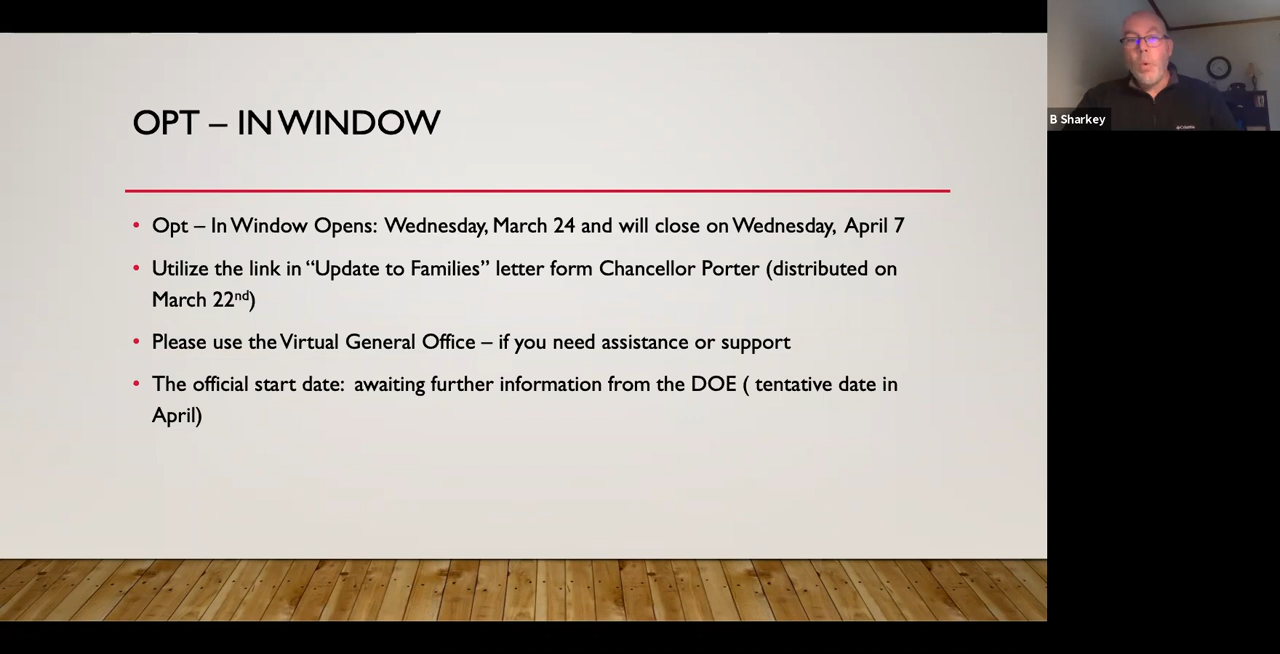 OPT – IN WINDOW
• Opt – In Window Opens: Wednesday, March 24 and will close on Wednesday, April 7
• Utilize the link in “Update to Families” letter form Chancellor Porter (distributed on
March 22nd)
• Please use the Virtual General Office – if you need assistance or support
• The official start date: awaiting further information from the DOE ( tentative date in
April)
B Sharkey
Columbia